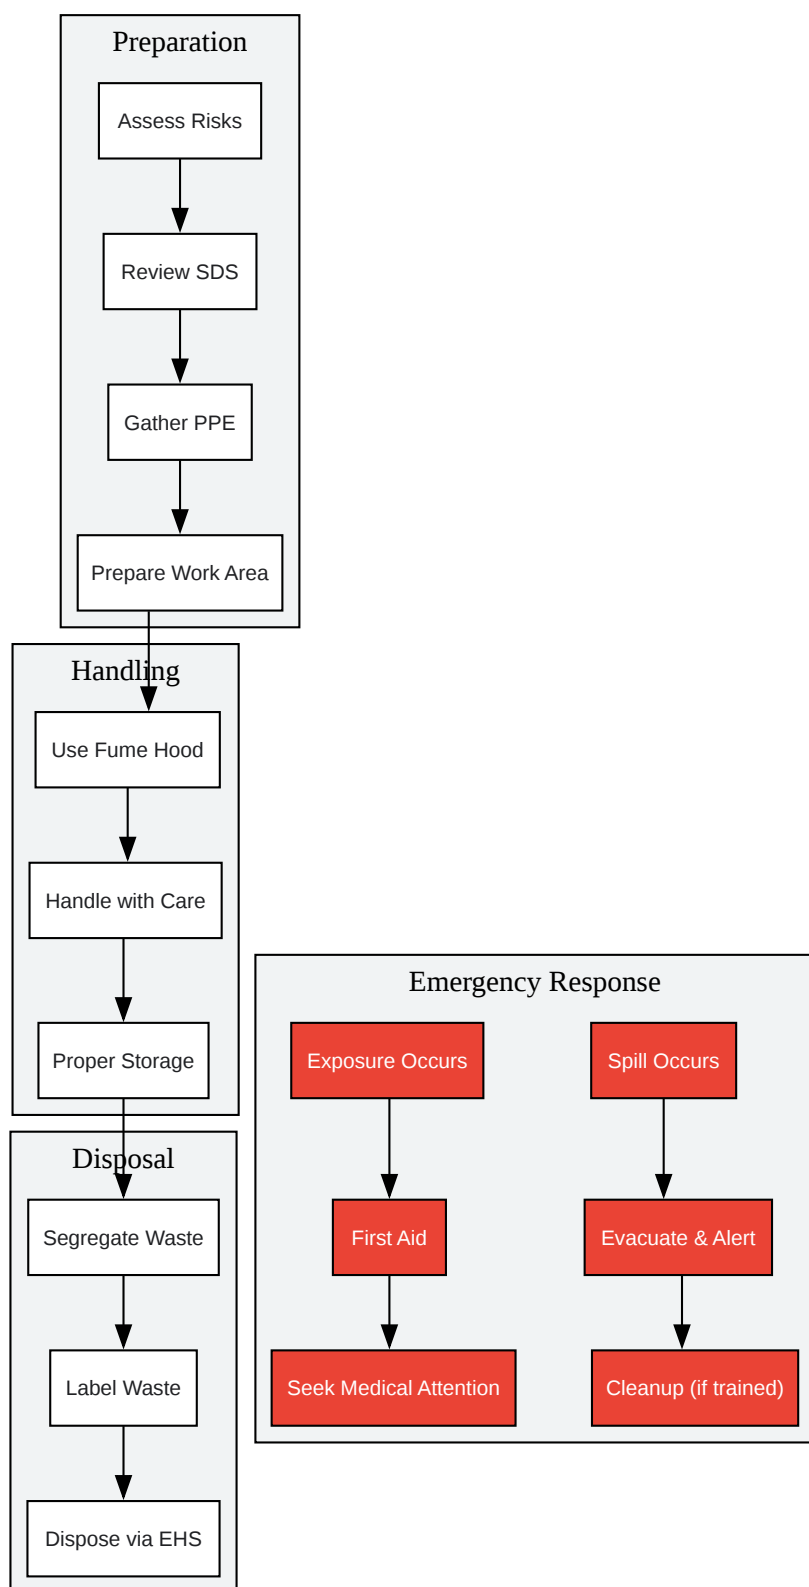 Preparation
Assess Risks
Review SDS
Gather PPE
Prepare Work Area
Handling
Use Fume Hood
Handle with Care
Proper Storage
Disposal
Segregate Waste
Label Waste
Dispose via EHS
Emergency Response
Exposure Occurs
First Aid
Seek Medical Attention
Spill Occurs
Evacuate & Alert
Cleanup (if trained)